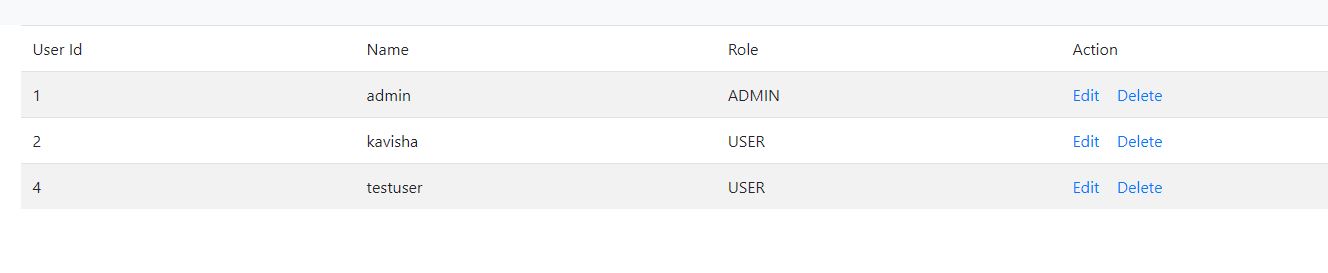 User Id Name Role Action
1 admin ADMIN Edit Delete
2 kavisha USER Edit Delete
4 testuser USER Edit Delete